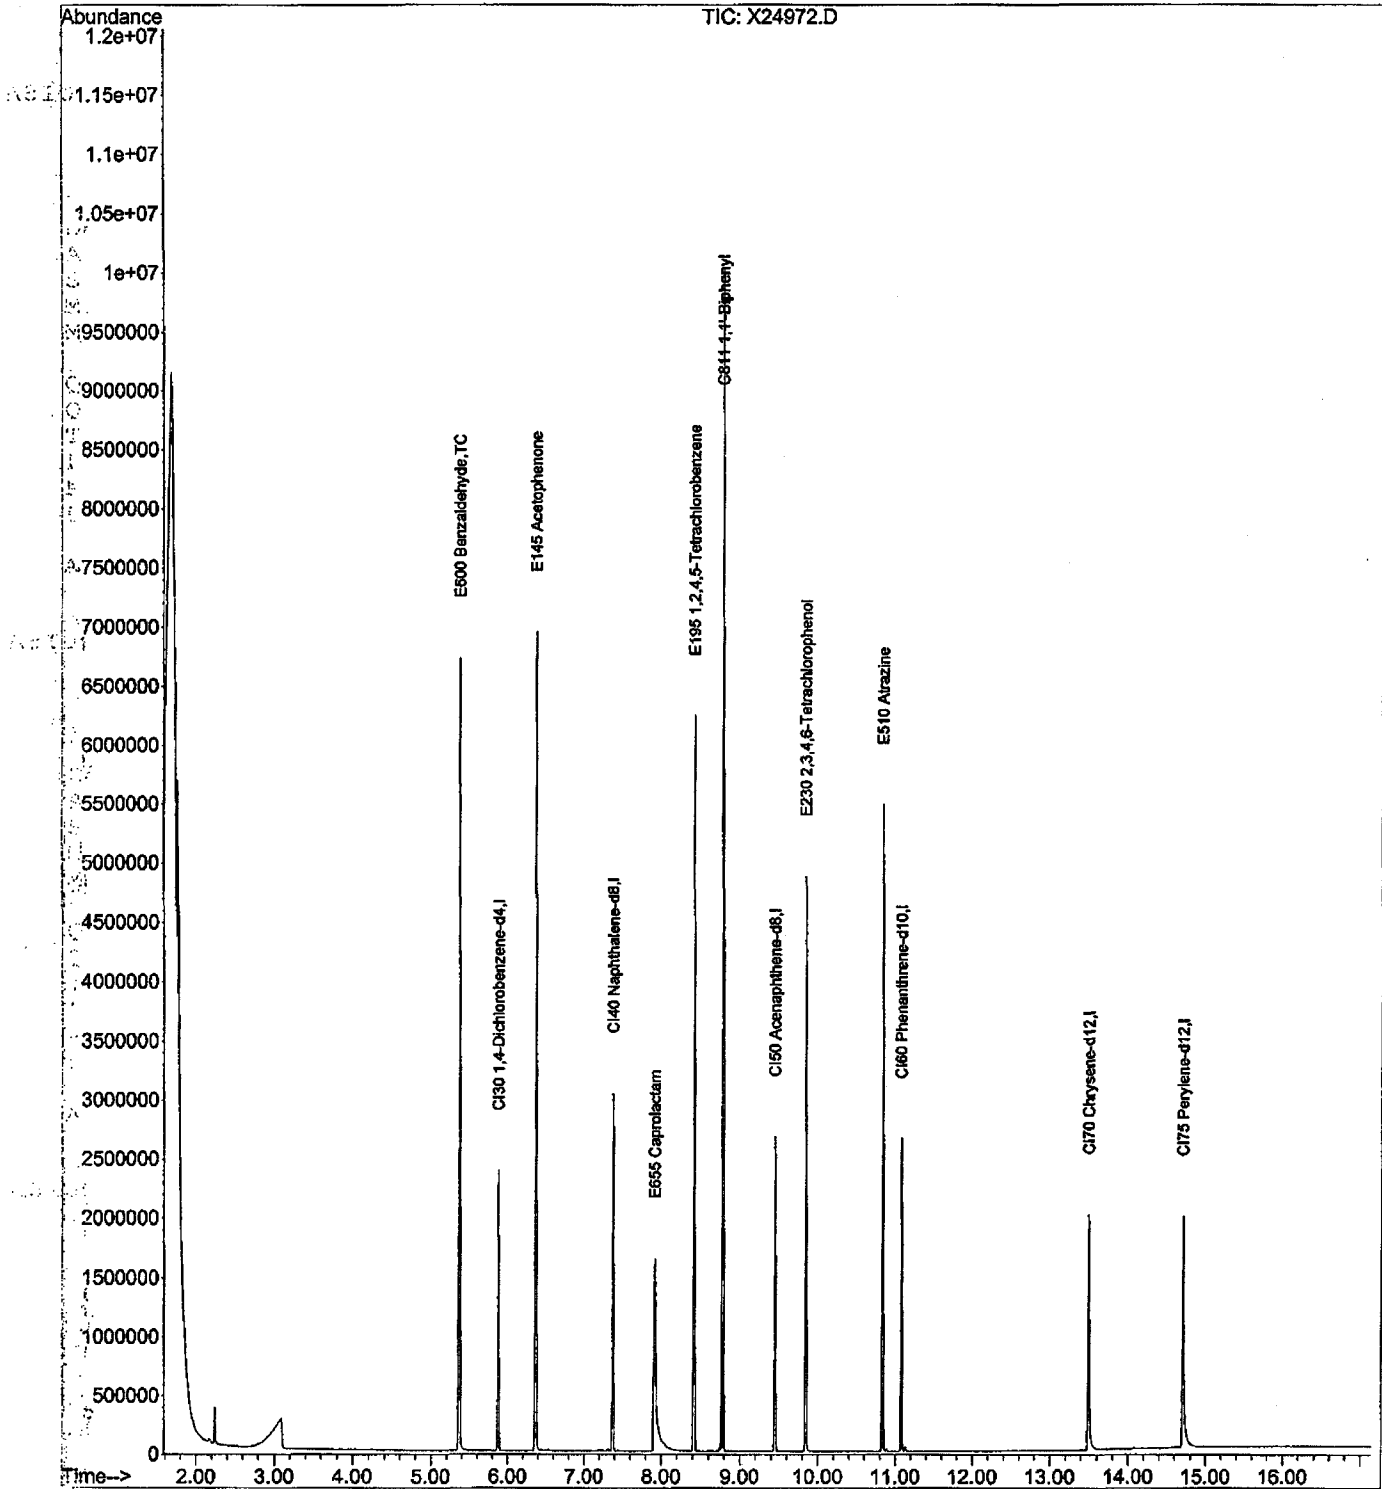 Abundance
TIC: X24972.D
1.2e+07
1.15e+07
1.1e+07
1.05e+07
1e+07
9500000
9000000
8500000
8000000
7500000
7000000
6500000
6000000
5500000
5000000
4500000
4000000
3500000
3000000
2500000
2000000
1500000
1000000
500000
0
E600 Benzaldehyde,TC
CI30 1,4-Dichlorobenzene-d4,I
E145 Acetophenone
CI40 Naphthalene-d8,I
E655 Caprolactam
E195 1,2,4,5-Tetrachlorobenzene
C811 1,1'-Biphenyl
CI50 Acenaphthene-d8,I
E230 2,3,4,6-Tetrachlorophenol
E510 Atrazine
CI60 Phenanthrene-d10,I
CI70 Chrysene-d12,I
CI75 Perylene-d12,I
Time-->
2.00 3.00 4.00 5.00 6.00 7.00 8.00 9.00 10.00 11.00 12.00 13.00 14.00 15.00 16.00